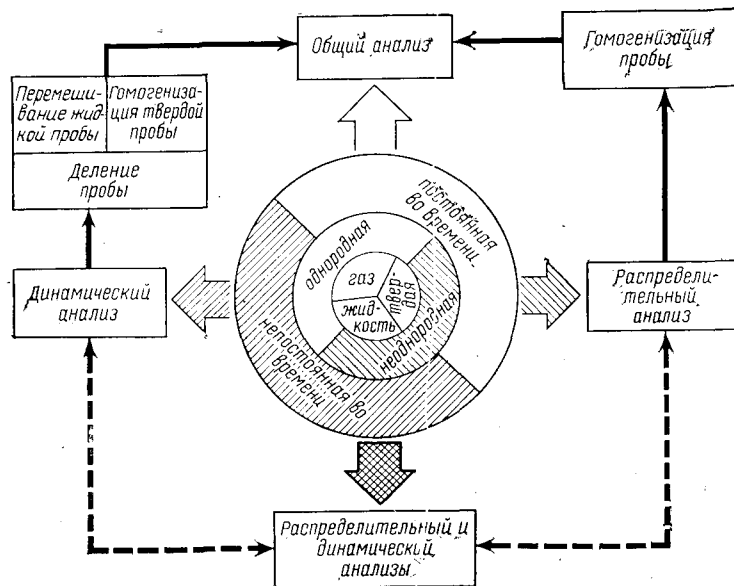 Общий анализ
Гомогенизация
пробы
Перемеши-
вание жид-
кой пробы
Гомогениза-
ция твердой
пробы
Деление
пробы
Динамический
анализ
постоянная
во времени
однородная
газ
твер-
дая
жид-
кость
неоднородная
непостоянная во
времени
Распредели-
тельный
анализ
Распределительный и
динамический
анализы